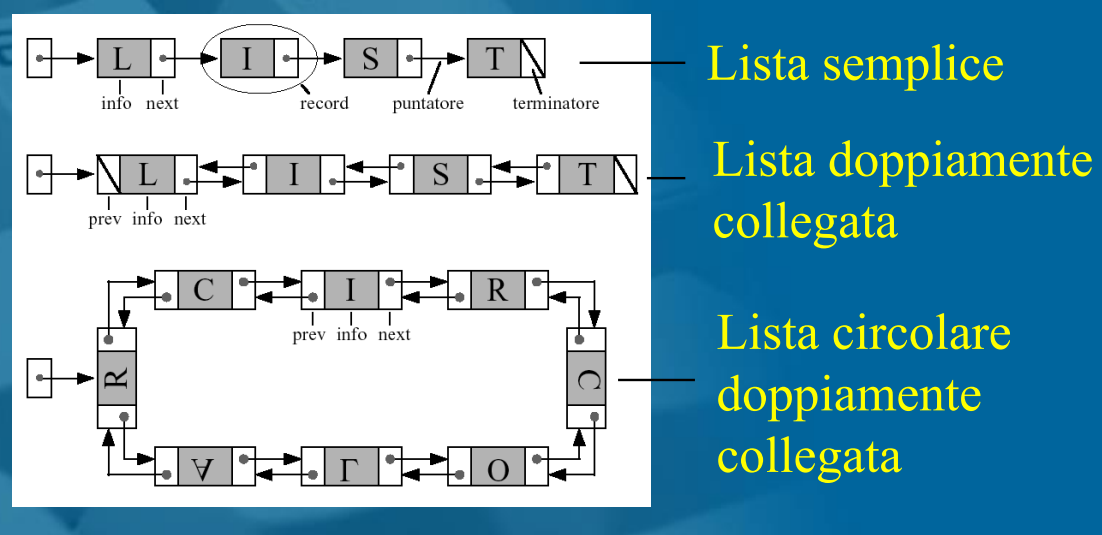 L I S T
info next record puntatore terminatore
Lista semplice
L I S T
prev info next
Lista doppiamente
collegata
C I R
prev info next
R C
A L O
Lista circolare
doppiamente
collegata